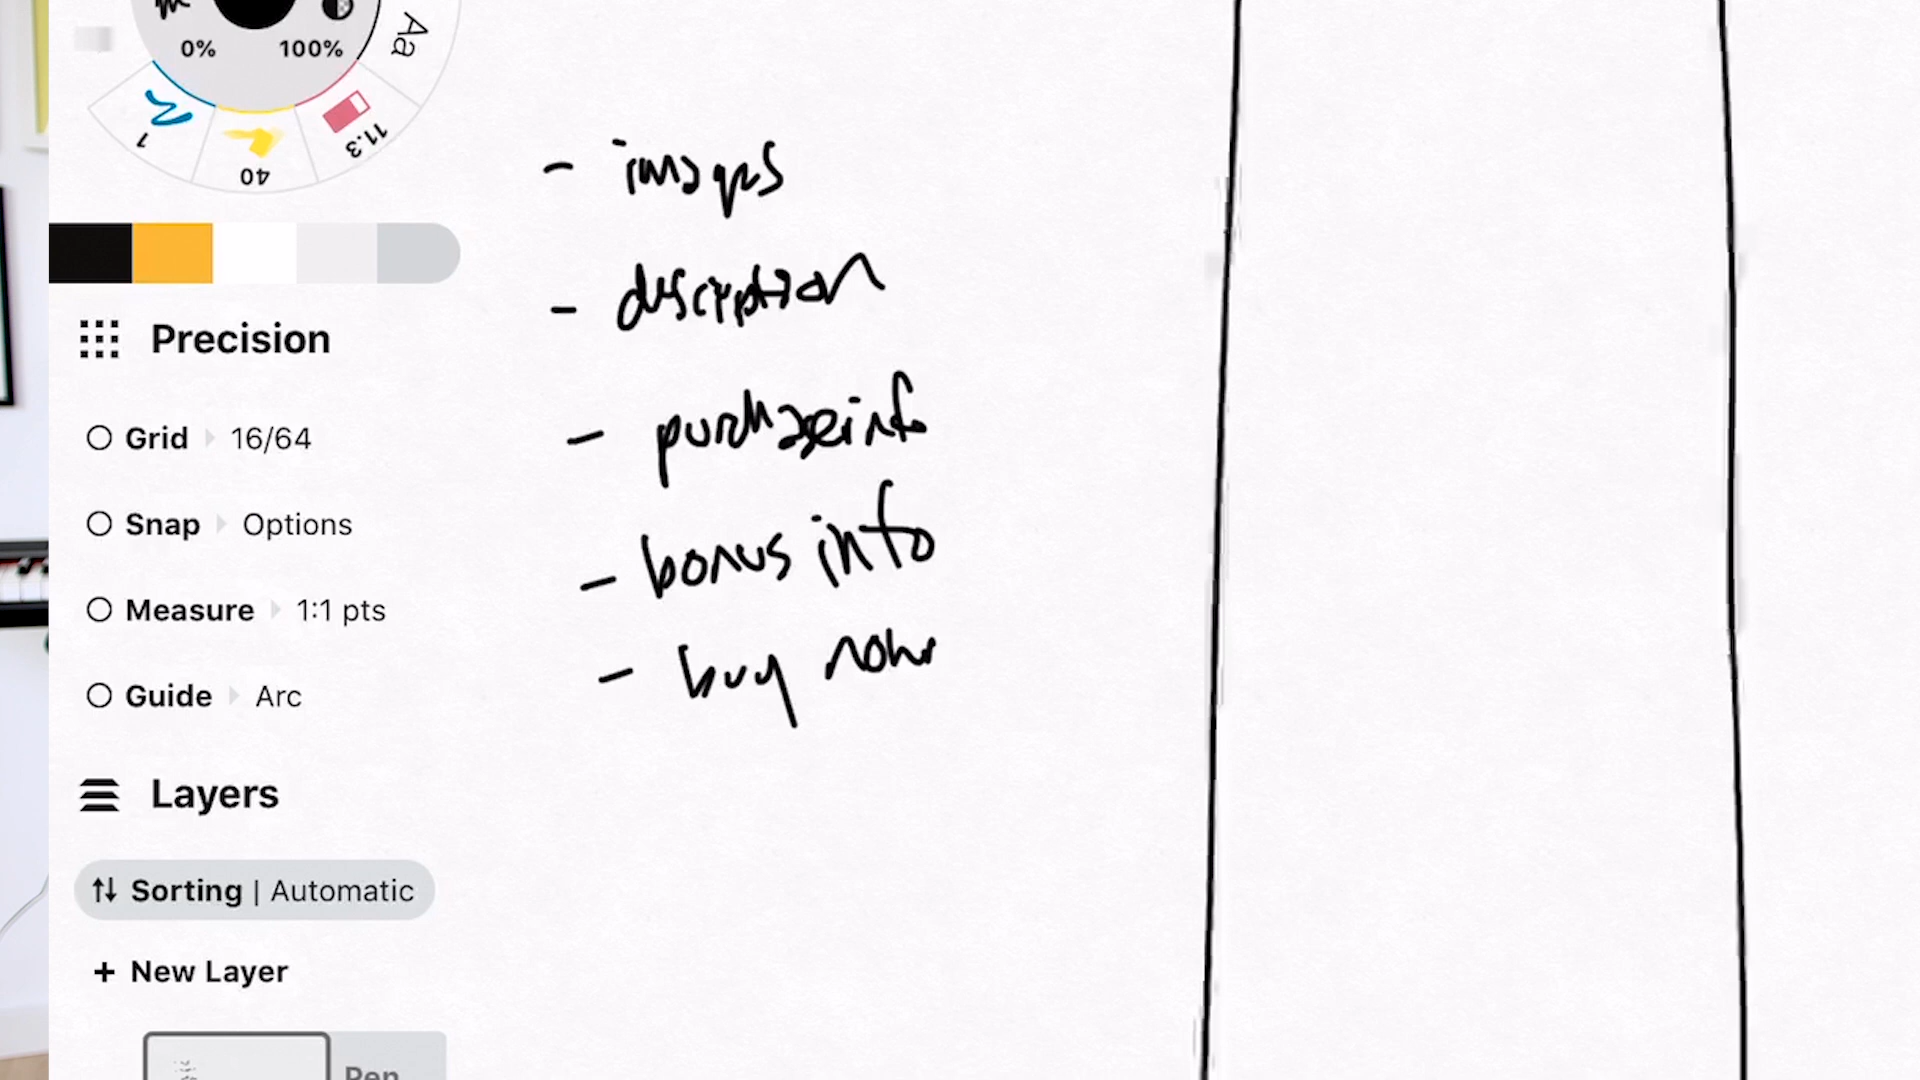 0% 100%
Aa
1
40
11.3
- images
- description
- purchase info
- bonus info
- buy now
Precision
Grid 16/64
Snap Options
Measure 1:1 pts
Guide Arc
Layers
Sorting | Automatic
+ New Layer
Pen